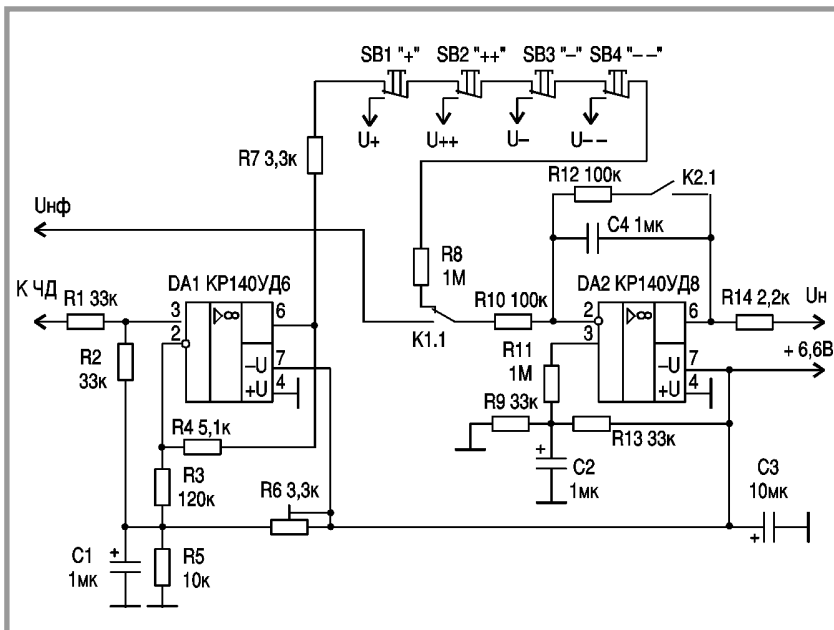 SB1 "+" SB2 "++" SB3 "-" SB4 "--"
U+ U++ U- U--
R7 3,3к
R12 100к
K2.1
Uнф
C4 1мк
R8
1М
К ЧД
R1 33к
DA1 КР140УД6
DA2 КР140УД8
R10 100к
R14 2,2к
Uн
K1.1
3
2
▷∞
6
–U
7
+U
4
2
3
▷∞
6
–U
7
+U
4
+ 6,6В
R2
33к
R11
1М
R4 5,1к
R9 33к
R13 33к
R3
120к
R6 3,3к
C1
1мк
+
R5
10к
+
C2
1мк
C3
10мк
+